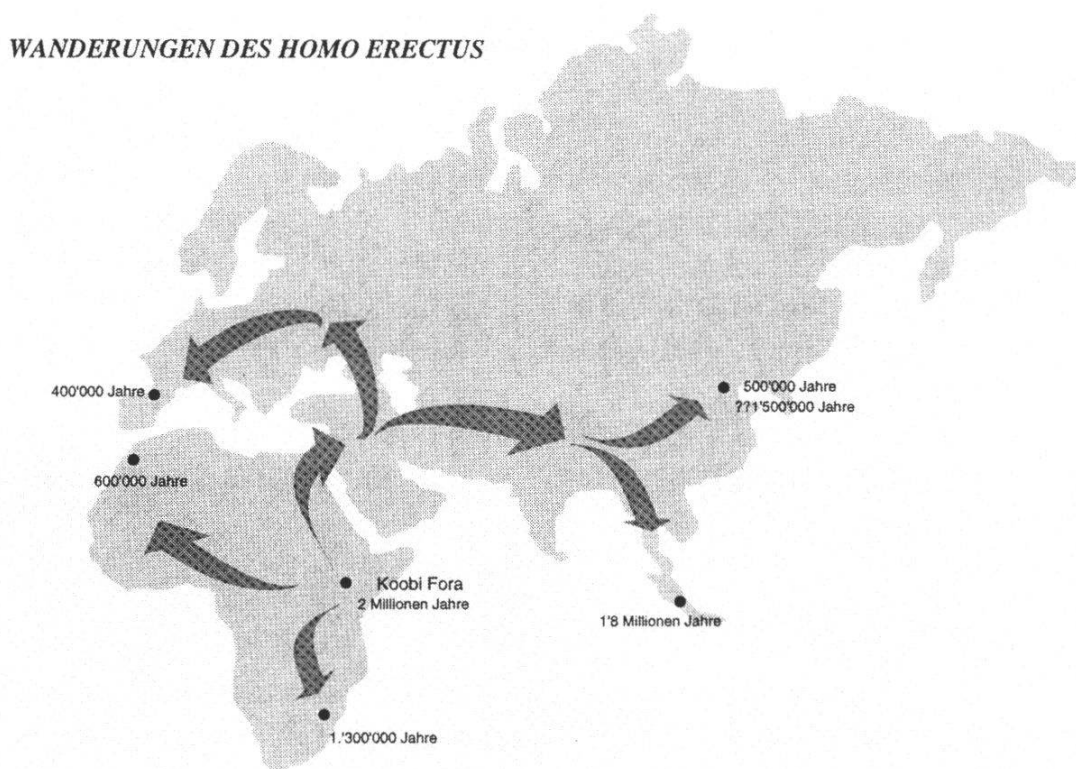 WANDERUNGEN DES HOMO ERECTUS
400'000 Jahre
500'000 Jahre
??1'500'000 Jahre
600'000 Jahre
Koobi Fora
2 Millionen Jahre
1'8 Millionen Jahre
1.'300'000 Jahre